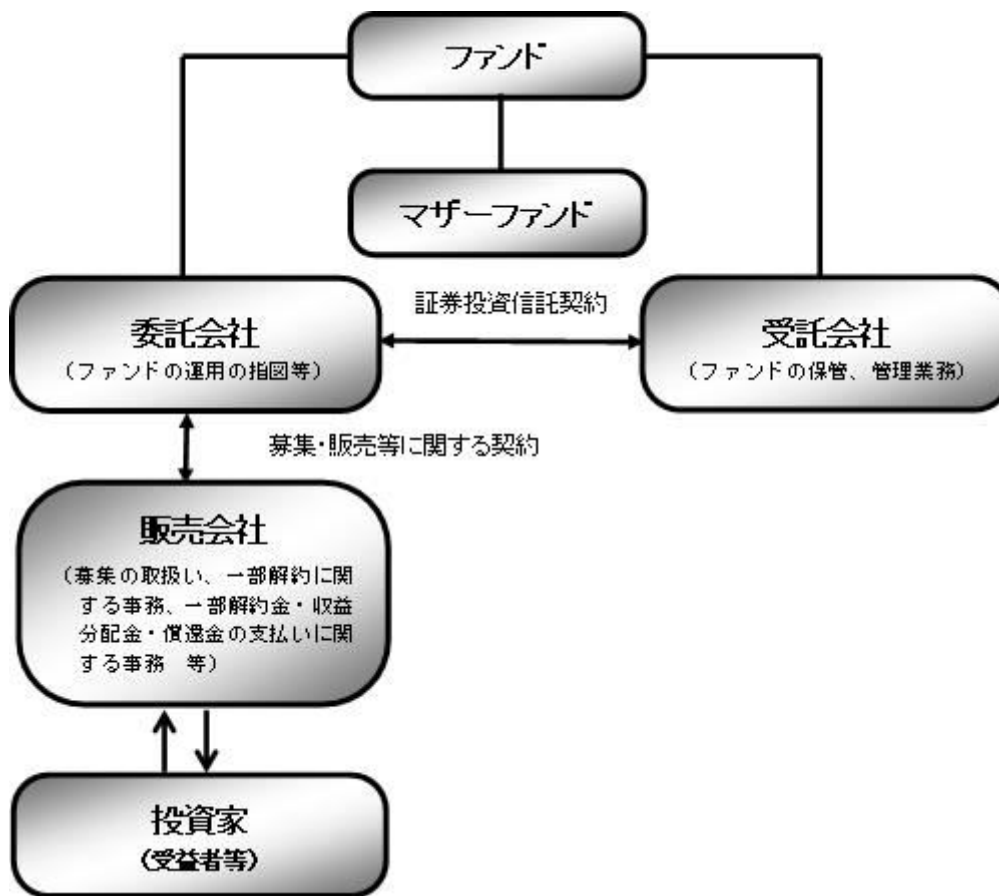 ファンド
マザーファンド
証券投資信託契約
委託会社
(ファンドの運用の指図等)
受託会社
(ファンドの保管、管理業務)
募集・販売等に関する契約
販売会社
(募集の取扱い、一部解約に関
する事務、一部解約金・収益
分配金・償還金の支払いに関
する事務　等)
投資家
(受益者等)